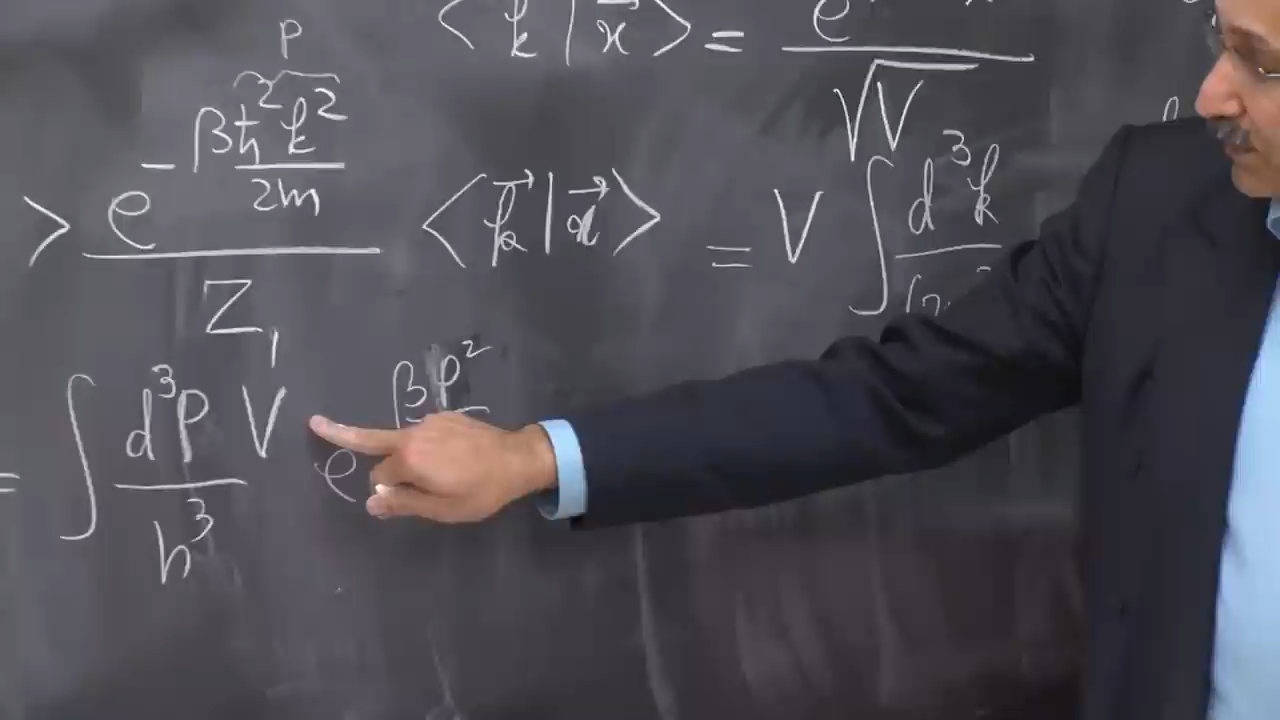 ⟨k|x⃗⟩ = e / √V
p
> e^{-βħ²k²/2m} / Z₁ ⟨k⃗|x⃗⟩ = V ∫ d³k
= ∫ d³p V / h³ e βp²